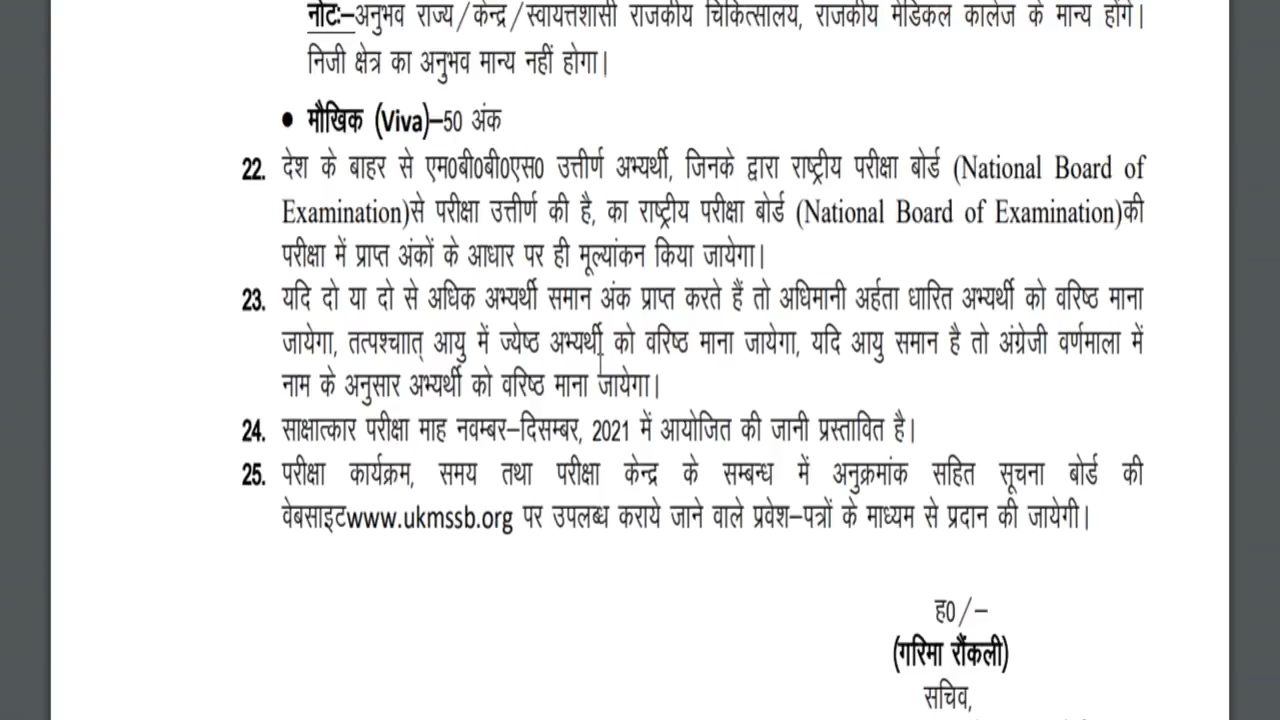 नोटः–अनुभव राज्य/केन्द्र/स्वायत्तशासी राजकीय चिकित्सालय, राजकीय मेडिकल कालेज के मान्य होंगे।
निजी क्षेत्र का अनुभव मान्य नहीं होगा।
• मौखिक (Viva)–50 अंक
22. देश के बाहर से एम0बी0बी0एस0 उत्तीर्ण अभ्यर्थी, जिनके द्वारा राष्ट्रीय परीक्षा बोर्ड (National Board of
Examination)से परीक्षा उत्तीर्ण की है, का राष्ट्रीय परीक्षा बोर्ड (National Board of Examination)की
परीक्षा में प्राप्त अंकों के आधार पर ही मूल्यांकन किया जायेगा।
23. यदि दो या दो से अधिक अभ्यर्थी समान अंक प्राप्त करते हैं तो अधिमानी अर्हता धारित अभ्यर्थी को वरिष्ठ माना
जायेगा, तत्पश्चाात् आयु में ज्येष्ठ अभ्यर्थी को वरिष्ठ माना जायेगा, यदि आयु समान है तो अंग्रेजी वर्णमाला में
नाम के अनुसार अभ्यर्थी को वरिष्ठ माना जायेगा।
24. साक्षात्कार परीक्षा माह नवम्बर–दिसम्बर, 2021 में आयोजित की जानी प्रस्तावित है।
25. परीक्षा कार्यक्रम, समय तथा परीक्षा केन्द्र के सम्बन्ध में अनुक्रमांक सहित सूचना बोर्ड की
वेबसाइटwww.ukmssb.org पर उपलब्ध कराये जाने वाले प्रवेश–पत्रों के माध्यम से प्रदान की जायेगी।
ह0/–
(गरिमा रौंकली)
सचिव,